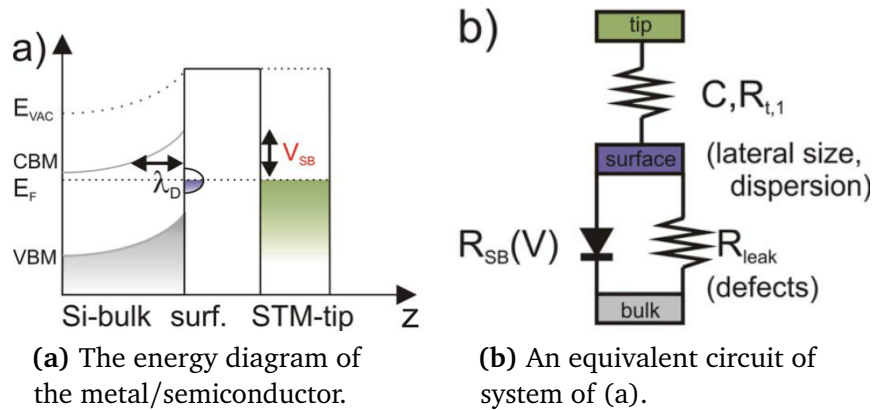 a)
E_VAC
CBM
E_F
VBM
λ_D
V_SB
Si-bulk surf. STM-tip z
(a) The energy diagram of
the metal/semiconductor.
b)
tip
C,R_t,1
surface
(lateral size,
dispersion)
R_SB(V)
R_leak
(defects)
bulk
(b) An equivalent circuit of
system of (a).